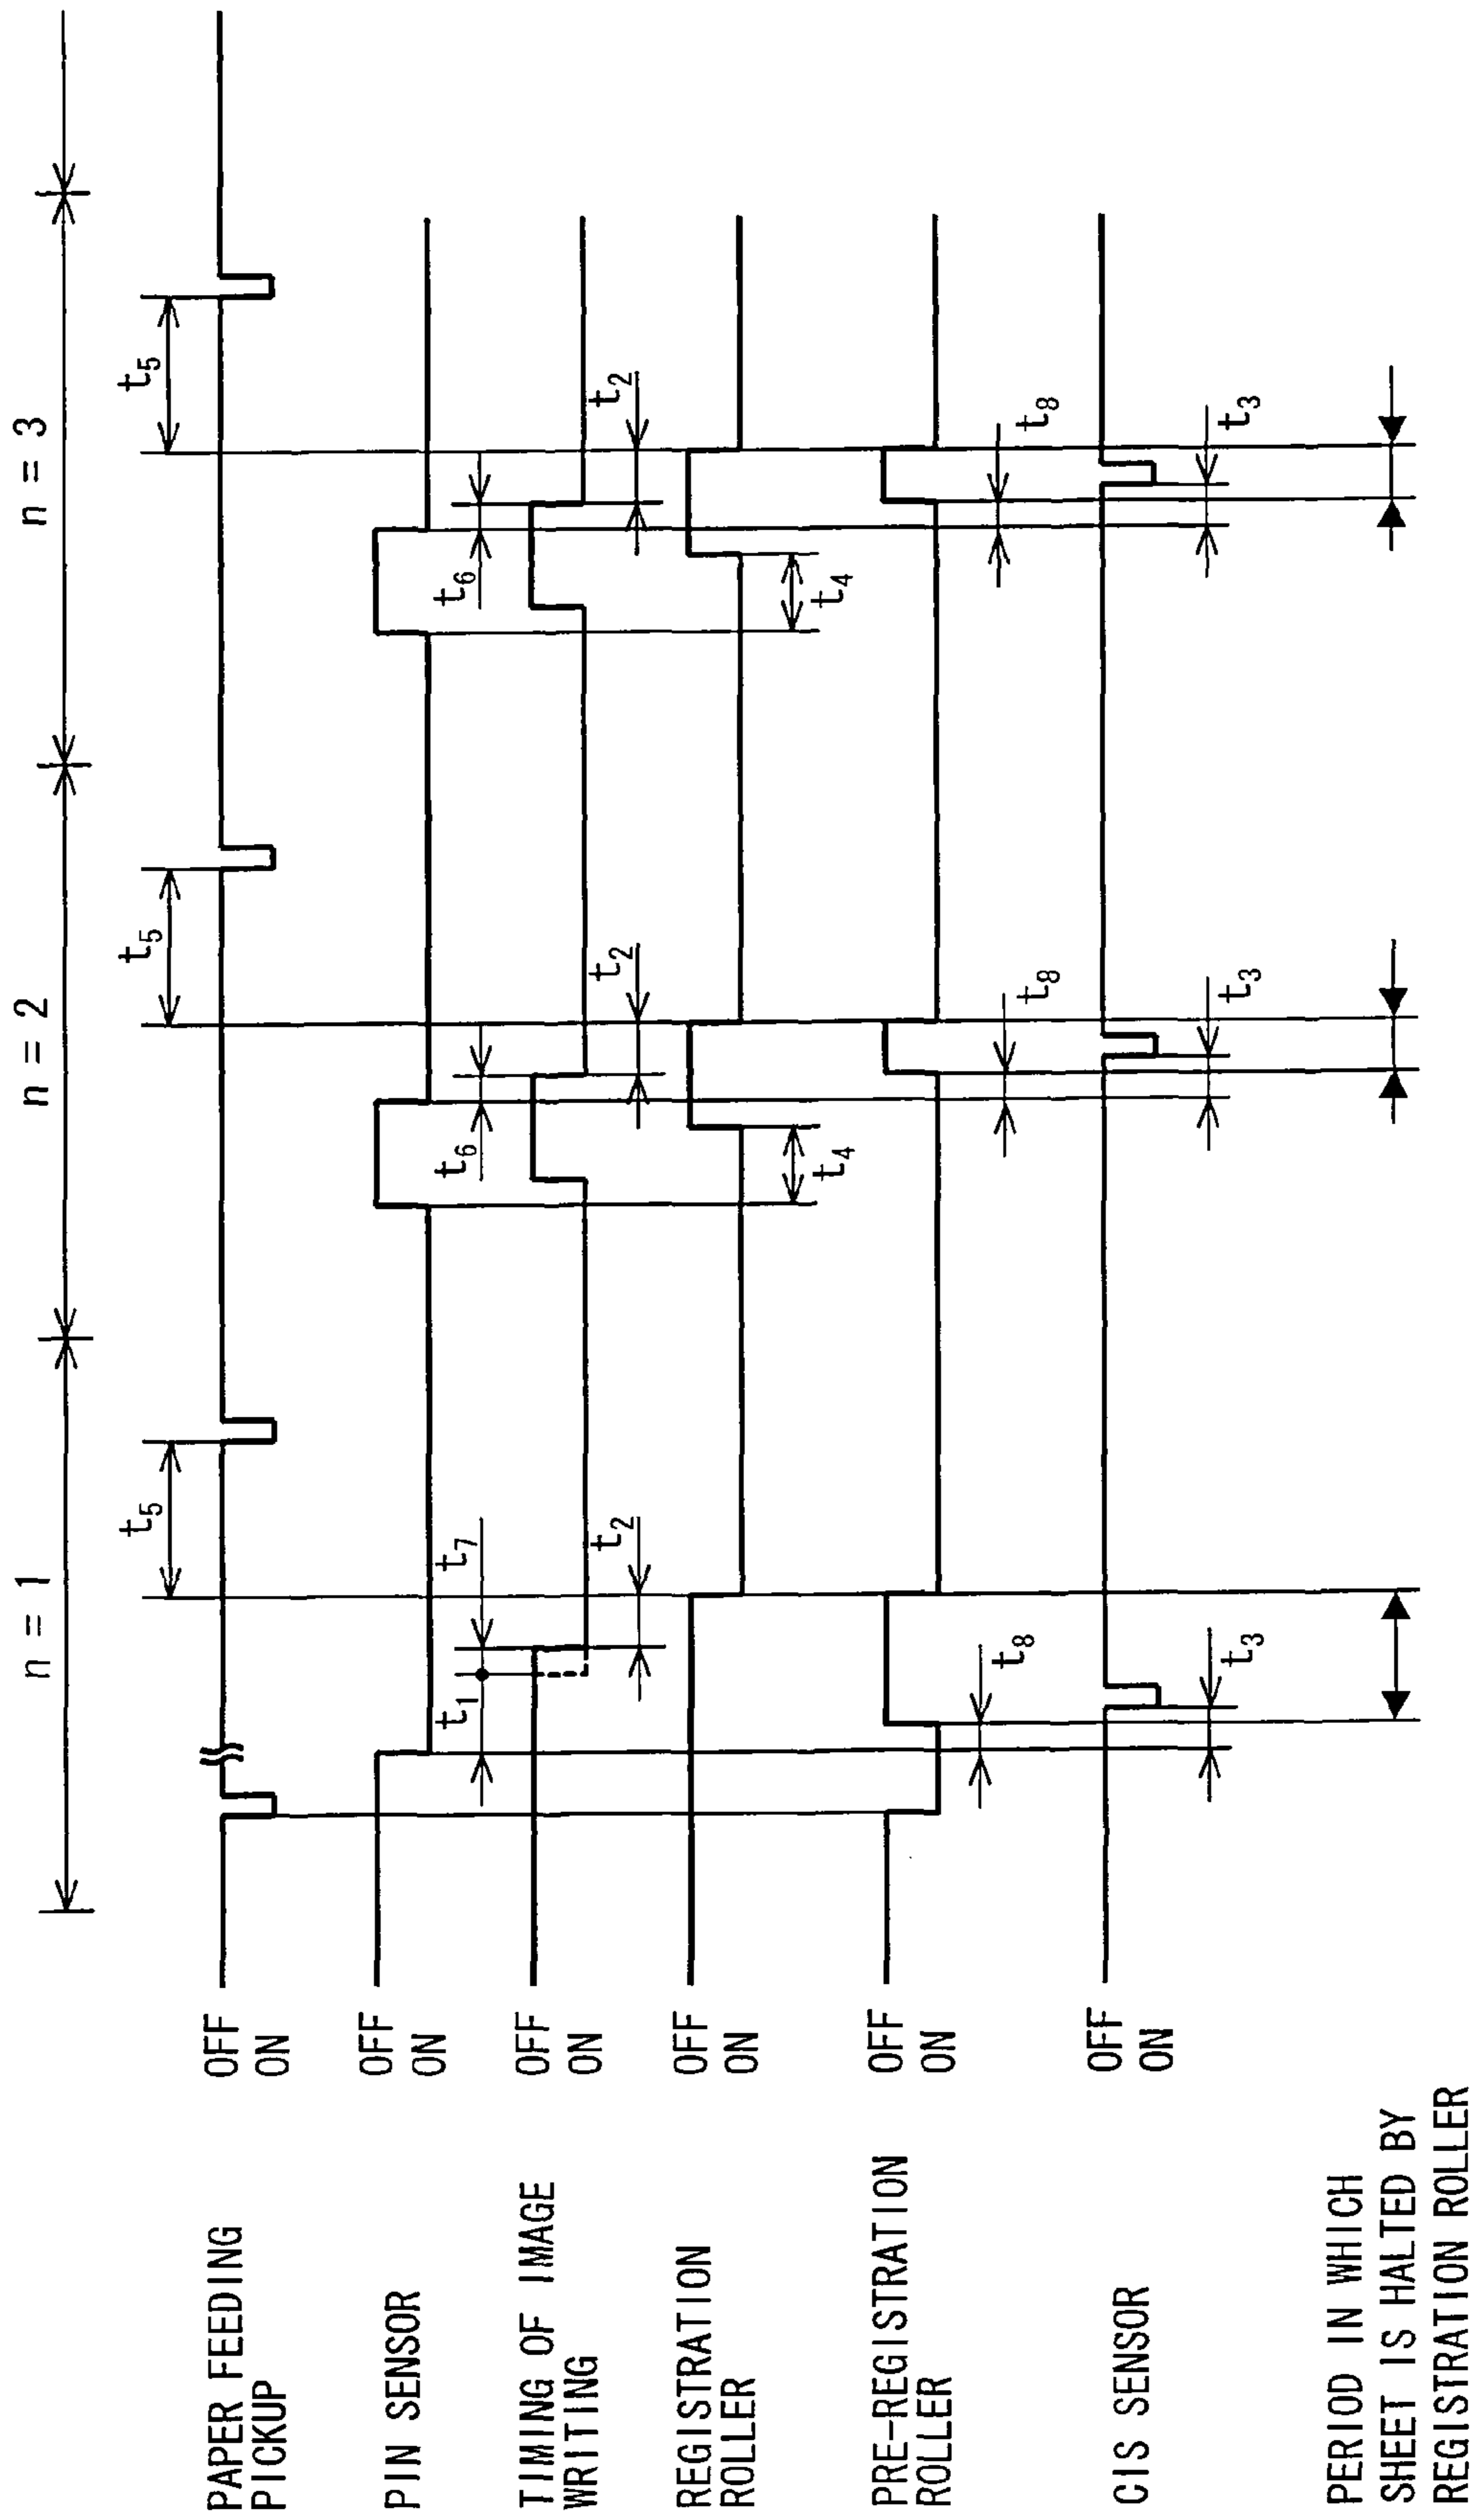 n = 1
n = 2
n = 3
PAPER FEEDING
PICKUP
OFF
ON
t5
t5
t5
PIN SENSOR
OFF
ON
t1
t7
t6
t6
TIMING OF IMAGE
WRITING
OFF
ON
t2
t2
t2
REGISTRATION
ROLLER
OFF
ON
t4
t4
PRE-REGISTRATION
ROLLER
OFF
ON
t8
t8
t8
CIS SENSOR
OFF
ON
t3
t3
t3
PERIOD IN WHICH
SHEET IS HALTED BY
REGISTRATION ROLLER